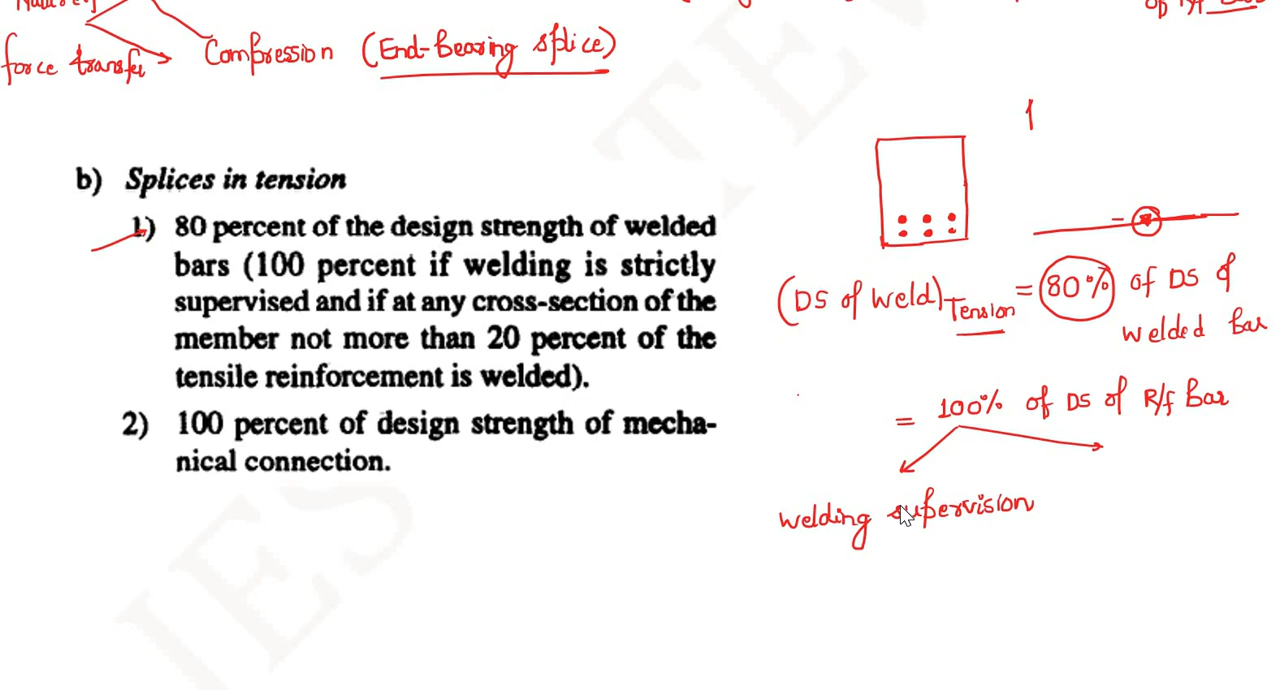 force transfer → Compression (End-Bearing splice)
b) Splices in tension
1) 80 percent of the design strength of welded
bars (100 percent if welding is strictly
supervised and if at any cross-section of the
member not more than 20 percent of the
tensile reinforcement is welded).
2) 100 percent of design strength of mecha-
nical connection.
(DS of weld)Tension = 80% of DS of
welded bar
= 100% of DS of R/f Bar
welding supervision